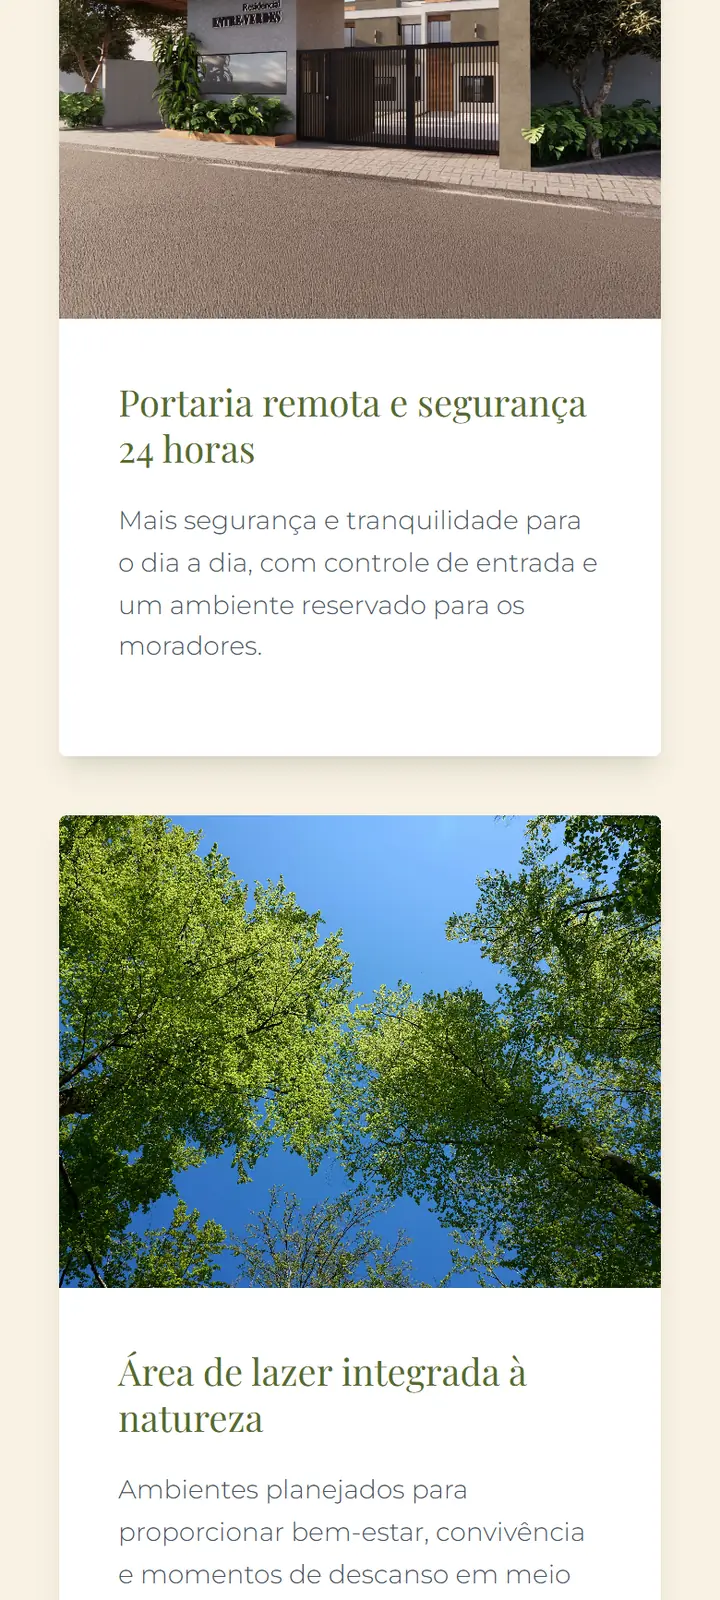 Residencial
ENTRE-VERDES
Portaria remota e segurança
24 horas
Mais segurança e tranquilidade para
o dia a dia, com controle de entrada e
um ambiente reservado para os
moradores.
Área de lazer integrada à
natureza
Ambientes planejados para
proporcionar bem-estar, convivência
e momentos de descanso em meio